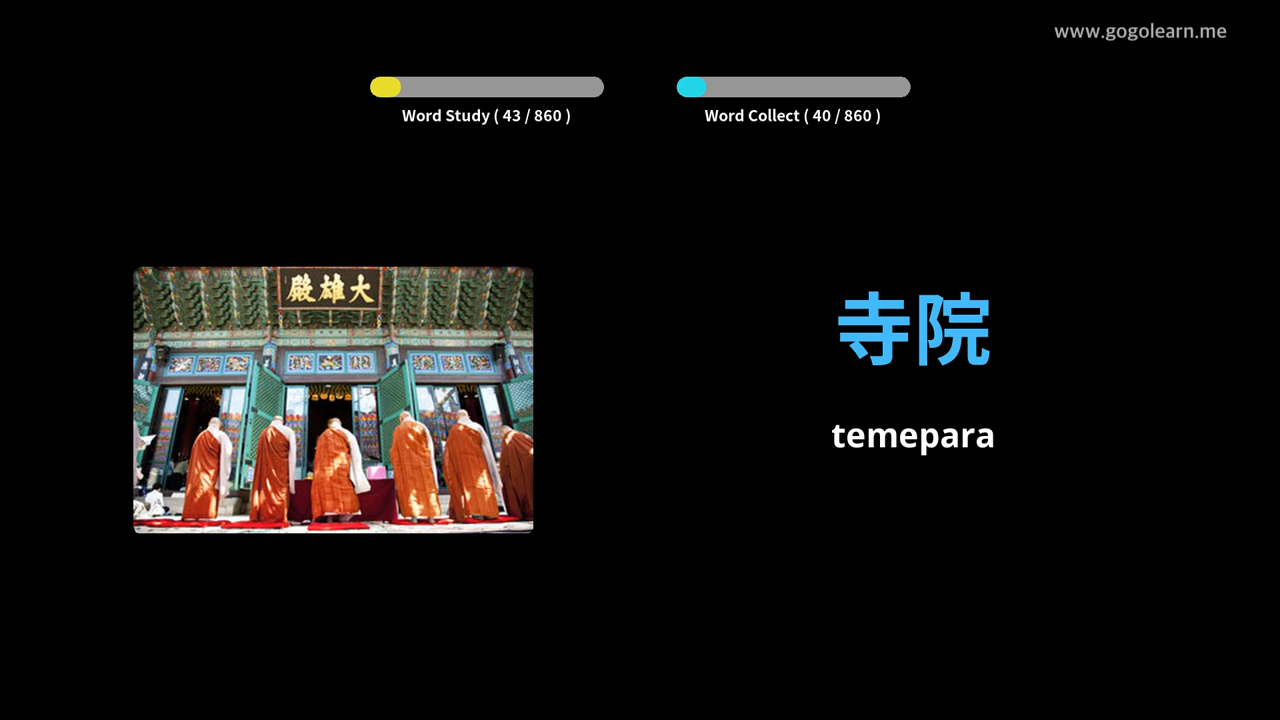 www.gogolearn.me
Word Study ( 43 / 860 )
Word Collect ( 40 / 860 )
殿雄大
寺院
temepara